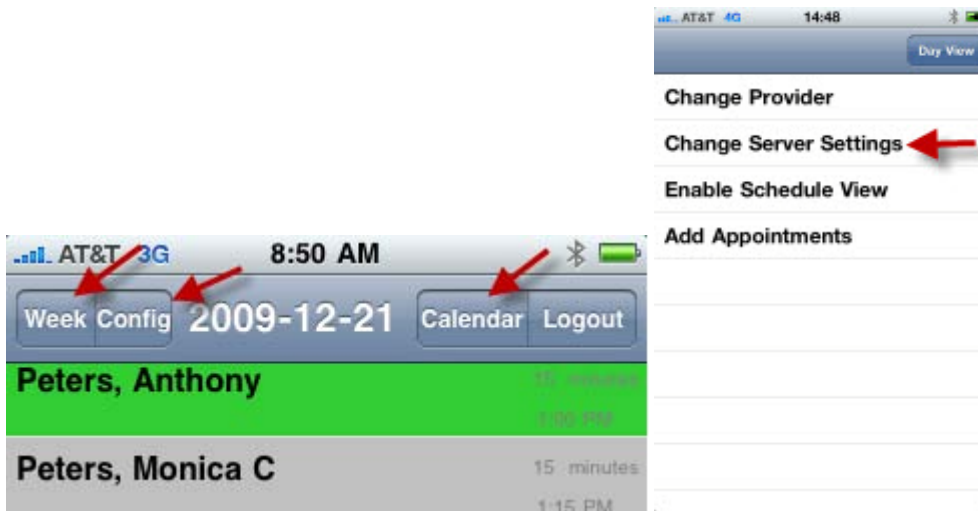 AT&T 3G 8:50 AM
Week Config 2009-12-21 Calendar Logout
Peters, Anthony 15 minutes
1:00 PM
Peters, Monica C 15 minutes
1:15 PM
AT&T 4G 14:48
Day View
Change Provider
Change Server Settings
Enable Schedule View
Add Appointments